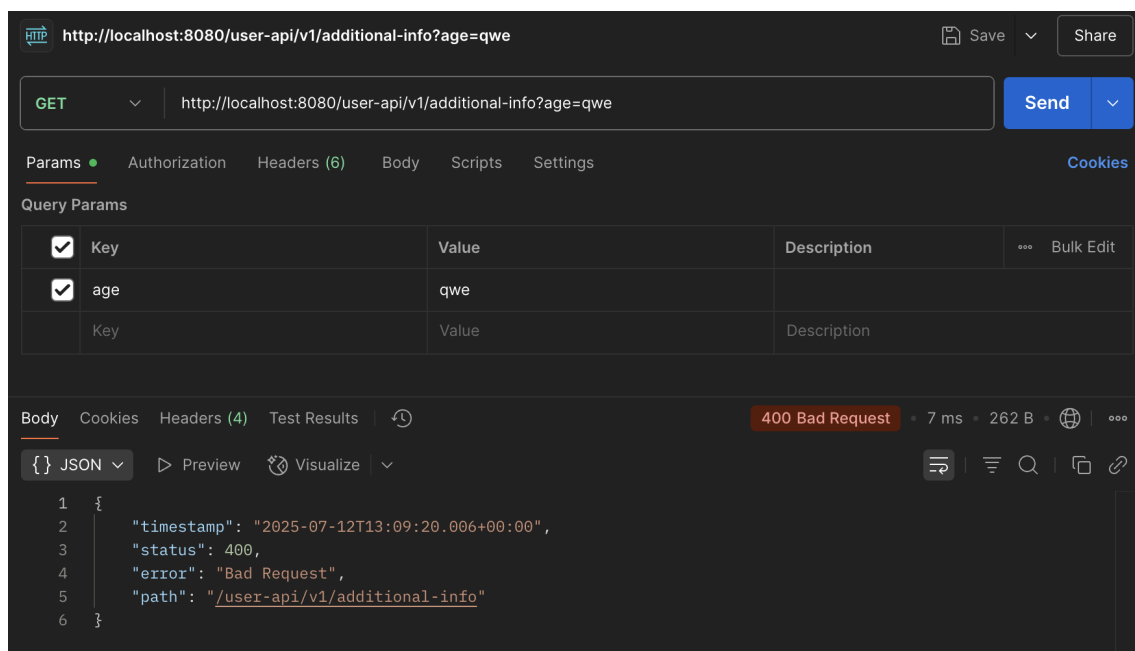 HTTP http://localhost:8080/user-api/v1/additional-info?age=qwe Save Share
GET http://localhost:8080/user-api/v1/additional-info?age=qwe Send
Params Authorization Headers (6) Body Scripts Settings Cookies
Query Params
Key Value Description Bulk Edit
age qwe
Key Value Description
Body Cookies Headers (4) Test Results 400 Bad Request 7 ms 262 B
{} JSON Preview Visualize
1 {
2 "timestamp": "2025-07-12T13:09:20.006+00:00",
3 "status": 400,
4 "error": "Bad Request",
5 "path": "/user-api/v1/additional-info"
6 }